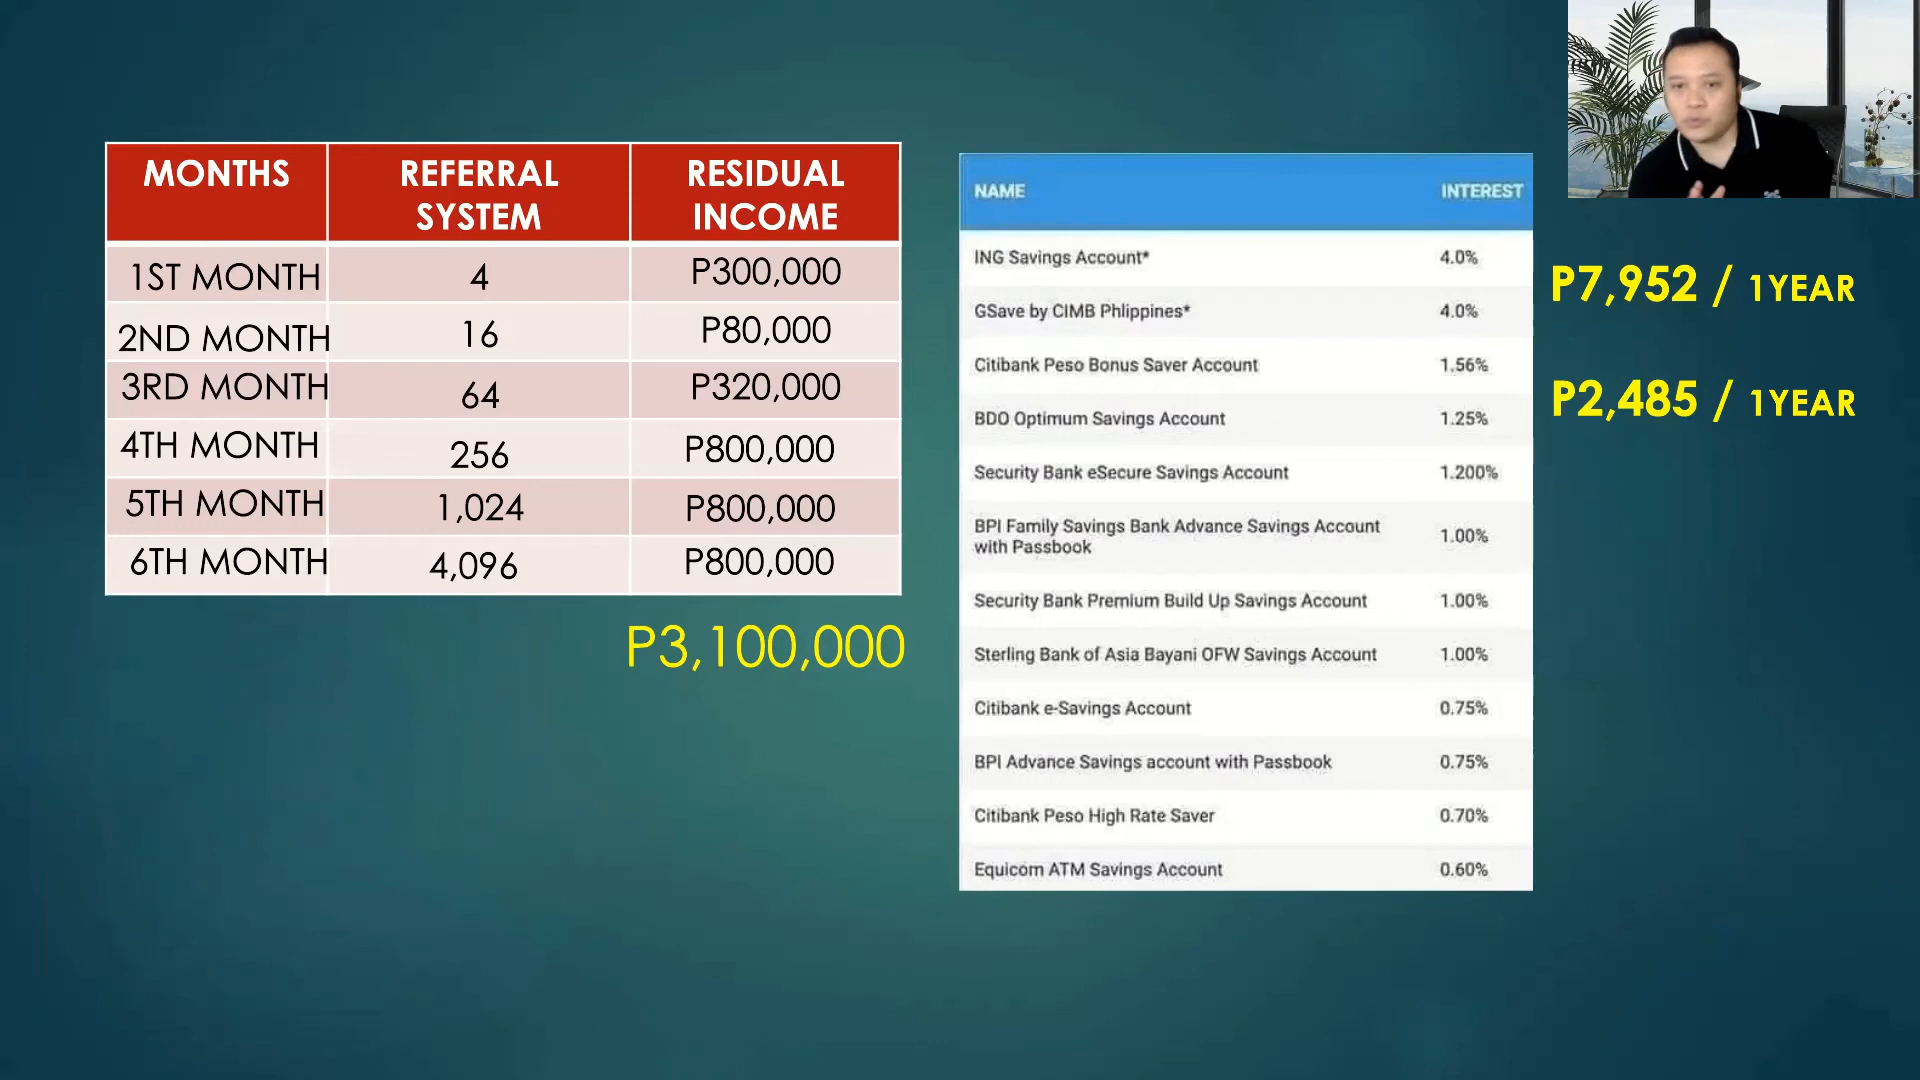 MONTHS REFERRAL SYSTEM RESIDUAL INCOME
1ST MONTH 4 P300,000
2ND MONTH 16 P80,000
3RD MONTH 64 P320,000
4TH MONTH 256 P800,000
5TH MONTH 1,024 P800,000
6TH MONTH 4,096 P800,000
P3,100,000
NAME INTEREST
ING Savings Account* 4.0%
GSave by CIMB Phlippines* 4.0%
Citibank Peso Bonus Saver Account 1.56%
BDO Optimum Savings Account 1.25%
Security Bank eSecure Savings Account 1.200%
BPI Family Savings Bank Advance Savings Account
with Passbook 1.00%
Security Bank Premium Build Up Savings Account 1.00%
Sterling Bank of Asia Bayani OFW Savings Account 1.00%
Citibank e-Savings Account 0.75%
BPI Advance Savings account with Passbook 0.75%
Citibank Peso High Rate Saver 0.70%
Equicom ATM Savings Account 0.60%
P7,952 / 1YEAR
P2,485 / 1YEAR